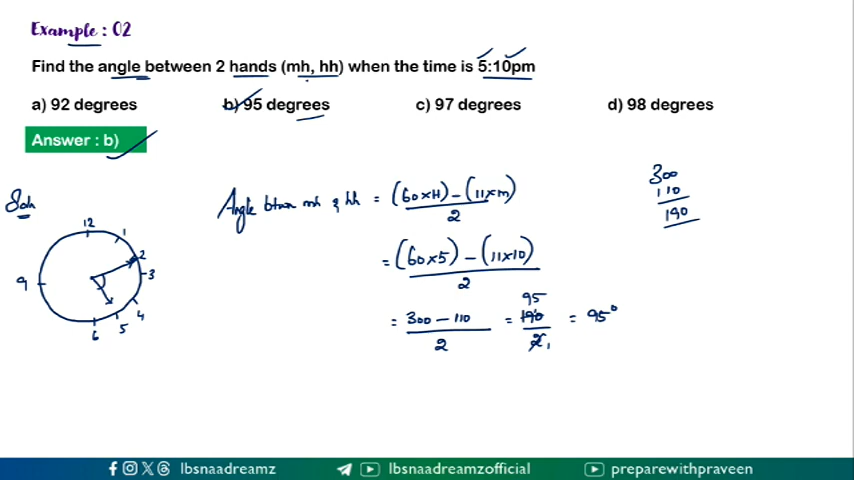 Example : 02
Find the angle between 2 hands (mh, hh) when the time is 5:10pm
a) 92 degrees b) 95 degrees c) 97 degrees d) 98 degrees
Answer : b)
Soln
12
1
2
3
4
5
6
9
Angle btwn mh & hh = (60×H) – (11×M)
2
= (60×5) – (11×10)
2
= 300 – 110 = 190 = 95°
2 2
95
1
300
110
190
lbsnaadreamz lbsnaadreamzofficial preparewithpraveen